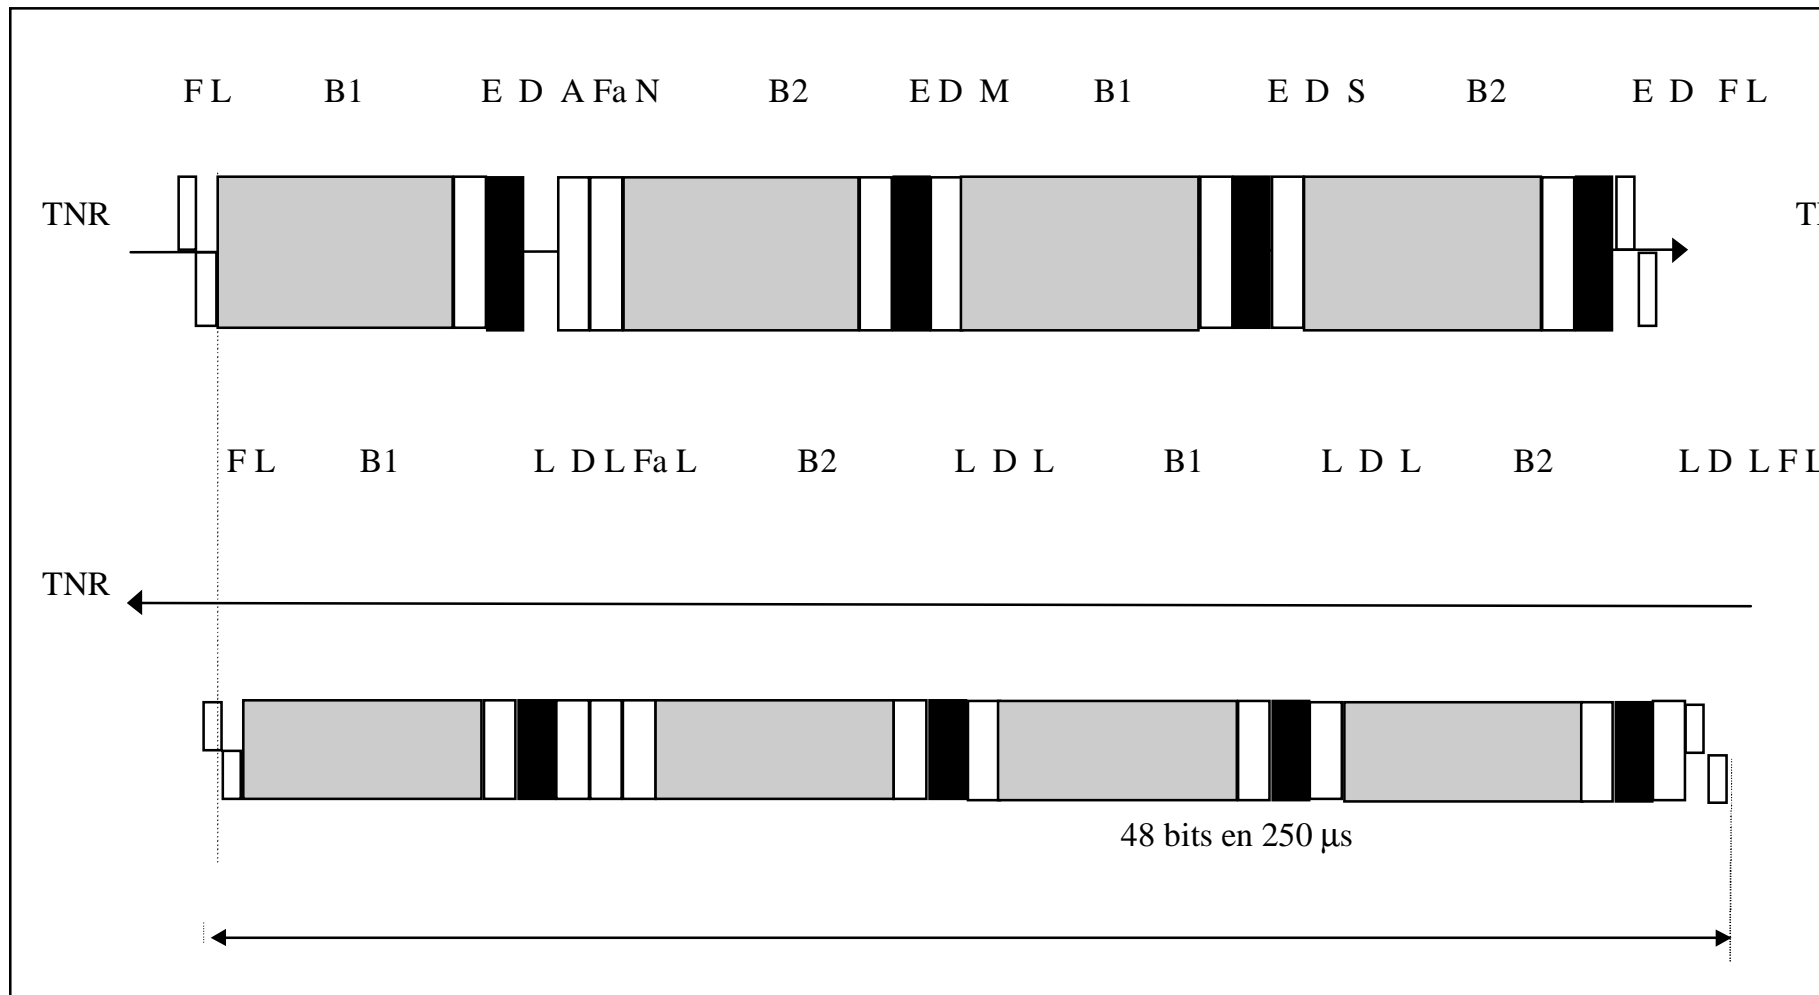 F L B1 E D A Fa N B2 E D M B1 E D S B2 E D F L
TNR
F L B1 L D L Fa L B2 L D L B1 L D L B2 L D L F L
TNR
48 bits en 250 µs